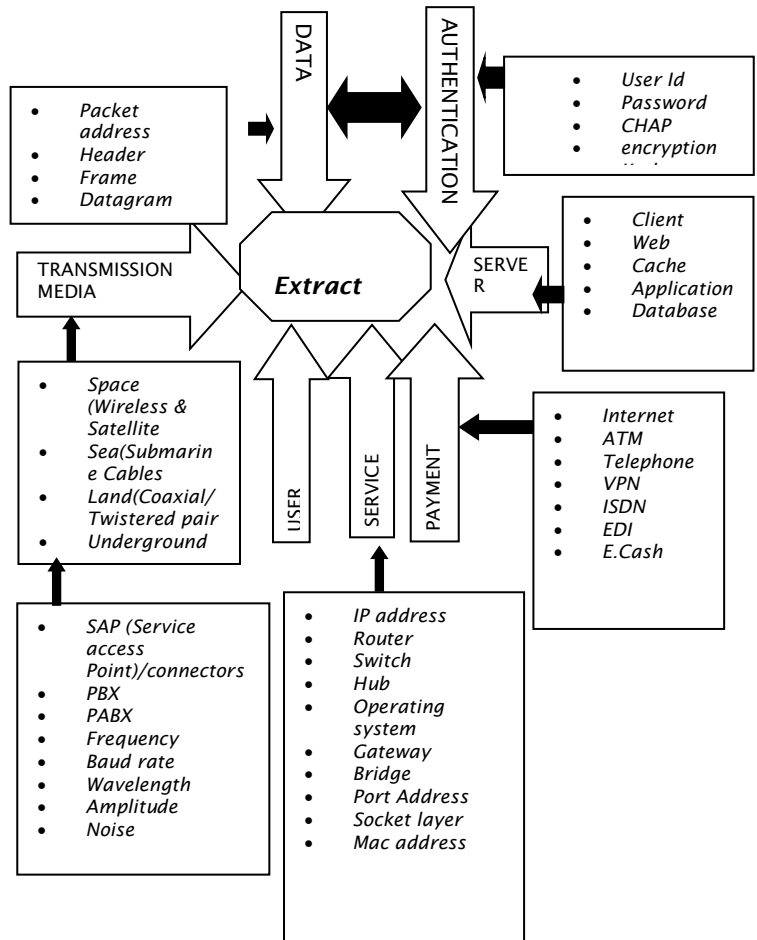 DATA
AUTHENTICATION
• Packet
address
• Header
• Frame
• Datagram
• User Id
• Password
• CHAP
• encryption
TRANSMISSION
MEDIA
Extract
SERVE
R
• Client
• Web
• Cache
• Application
• Database
• Space
(Wireless &
Satellite
• Sea(Submarin
e Cables
• Land(Coaxial/
Twistered pair
• Underground
USER
SERVICE
PAYMENT
• Internet
• ATM
• Telephone
• VPN
• ISDN
• EDI
• E.Cash
• SAP (Service
access
Point)/connectors
• PBX
• PABX
• Frequency
• Baud rate
• Wavelength
• Amplitude
• Noise
• IP address
• Router
• Switch
• Hub
• Operating
system
• Gateway
• Bridge
• Port Address
• Socket layer
• Mac address